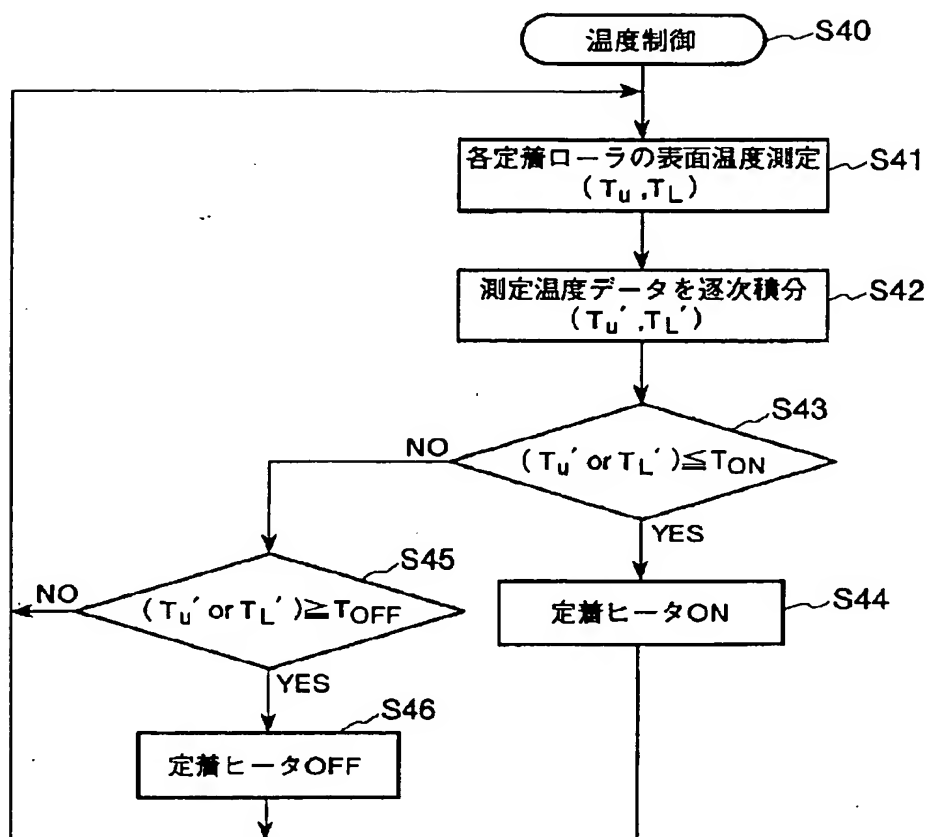 温度制御
S40
各定着ローラの表面温度測定
(Tu ,TL)
S41
測定温度データを逐次積分
(Tu′,TL′)
S42
S43
NO
(Tu′ or TL′)≦TON
YES
S45
NO
(Tu′ or TL′)≧TOFF
定着ヒータON
S44
YES
S46
定着ヒータOFF